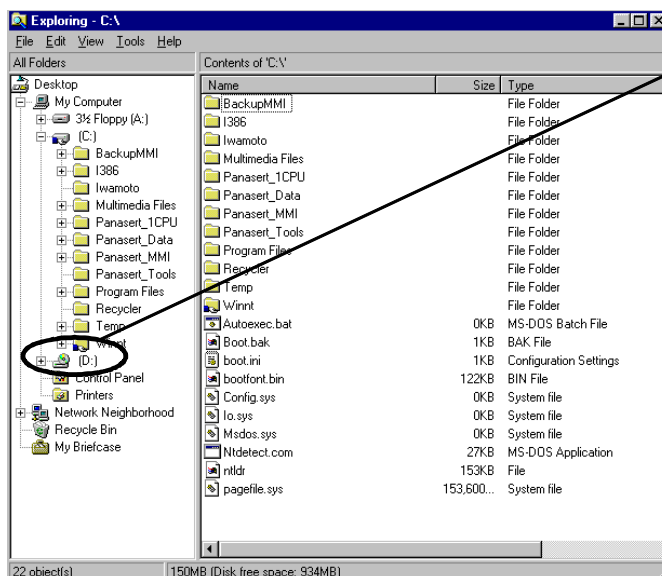 Exploring - C:\
File Edit View Tools Help
All Folders
Contents of 'C:\'
Desktop
My Computer
3½ Floppy (A:)
(C:)
BackupMMI
I386
Iwamoto
Multimedia Files
Panasert_1CPU
Panasert_Data
Panasert_MMI
Panasert_Tools
Program Files
Recycler
Temp
Winnt
(D:)
Control Panel
Printers
Network Neighborhood
Recycle Bin
My Briefcase
Name Size Type
BackupMMI File Folder
I386 File Folder
Iwamoto File Folder
Multimedia Files File Folder
Panasert_1CPU File Folder
Panasert_Data File Folder
Panasert_MMI File Folder
Panasert_Tools File Folder
Program Files File Folder
Recycler File Folder
Temp File Folder
Winnt File Folder
Autoexec.bat 0KB MS-DOS Batch File
Boot.bak 1KB BAK File
boot.ini 1KB Configuration Settings
bootfont.bin 122KB BIN File
Config.sys 0KB System file
Io.sys 0KB System file
Msdos.sys 0KB System file
Ntdetect.com 27KB MS-DOS Application
ntldr 153KB File
pagefile.sys 153,600... System file
22 object(s) 150MB (Disk free space: 934MB)